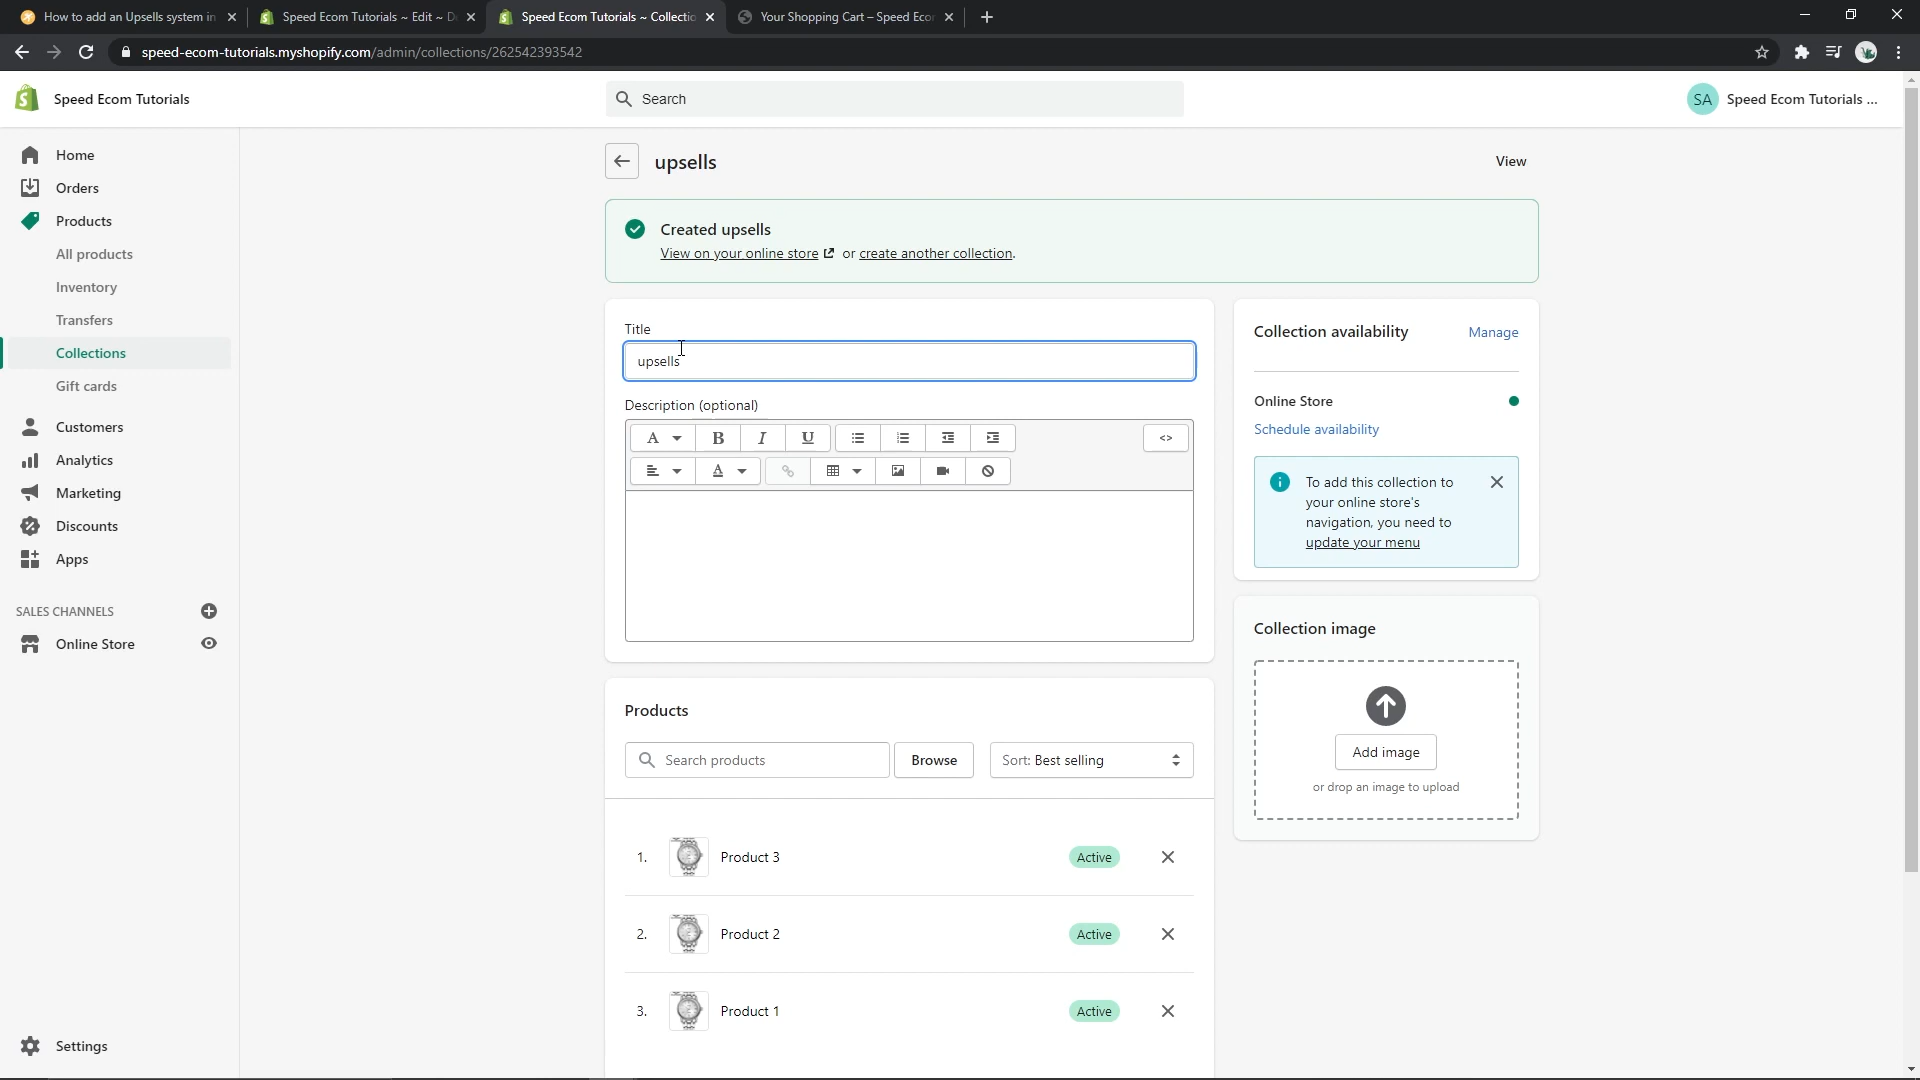 How to add an Upsells system in
Speed Ecom Tutorials ~ Edit ~ D
Speed Ecom Tutorials ~ Collectio
Your Shopping Cart – Speed Ecor
speed-ecom-tutorials.myshopify.com/admin/collections/262542393542
Speed Ecom Tutorials
Search
SA
Speed Ecom Tutorials ...
Home
Orders
Products
All products
Inventory
Transfers
Collections
Gift cards
Customers
Analytics
Marketing
Discounts
Apps
SALES CHANNELS
Online Store
Settings
upsells
View
Created upsells
View on your online store or create another collection.
Title
upsells
Description (optional)
A
B
I
U
<>
A
Products
Search products
Browse
Sort: Best selling
1. Product 3 Active
2. Product 2 Active
3. Product 1 Active
Collection availability
Manage
Online Store
Schedule availability
To add this collection to
your online store's
navigation, you need to
update your menu
Collection image
Add image
or drop an image to upload